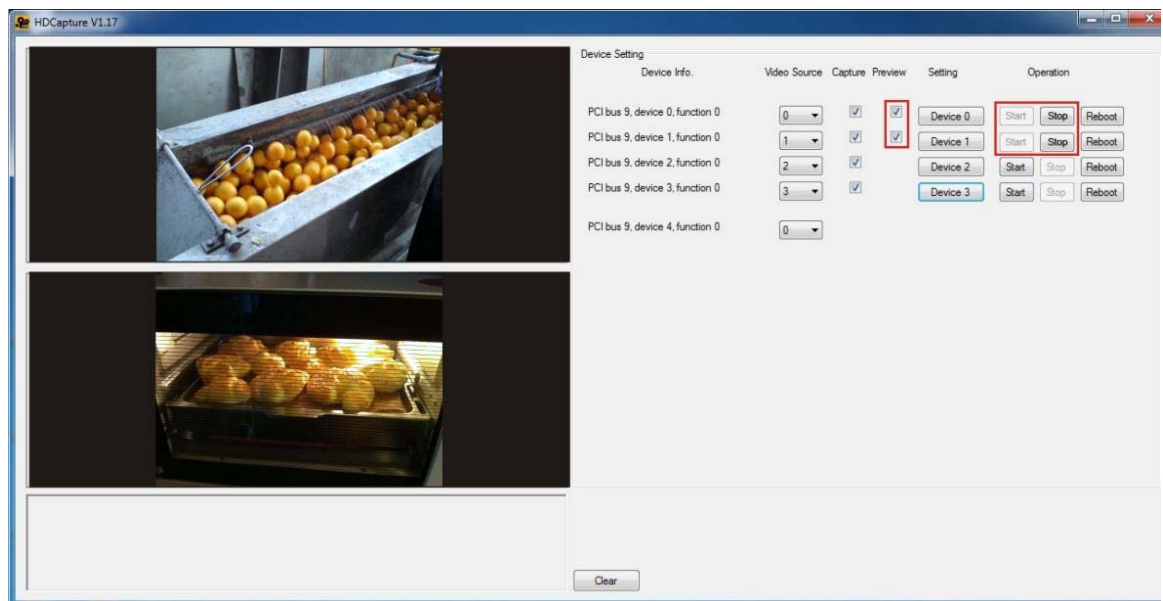 HDCapture V1.17
Device Setting
Device Info. Video Source Capture Preview Setting Operation
PCI bus 9, device 0, function 0 0 Device 0 Start Stop Reboot
PCI bus 9, device 1, function 0 1 Device 1 Start Stop Reboot
PCI bus 9, device 2, function 0 2 Device 2 Start Stop Reboot
PCI bus 9, device 3, function 0 3 Device 3 Start Stop Reboot
PCI bus 9, device 4, function 0 0
Clear